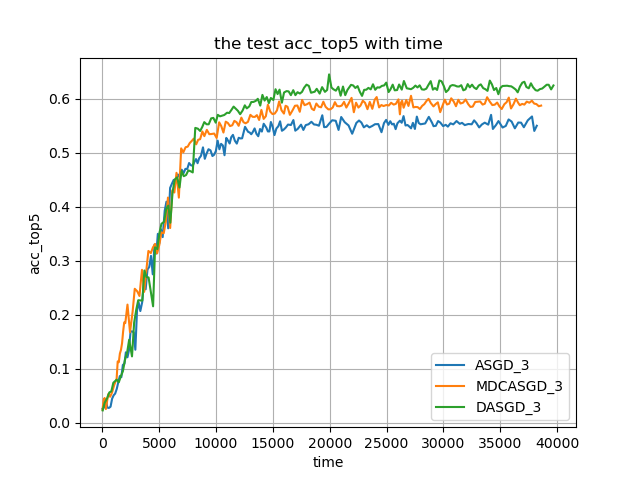 the test acc_top5 with time
acc_top5
0.6
0.5
0.4
0.3
0.2
0.1
0.0
ASGD_3
MDCASGD_3
DASGD_3
0 5000 10000 15000 20000 25000 30000 35000 40000
time